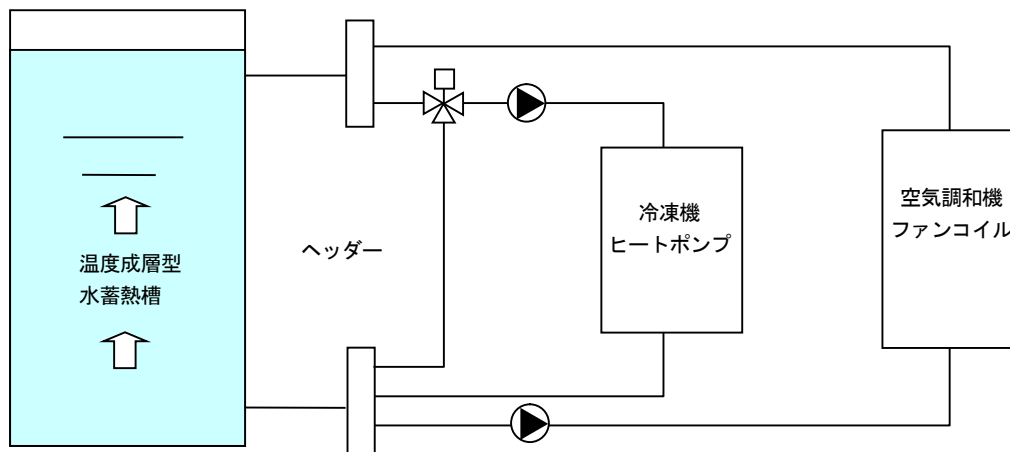 温度成層型
水蓄熱槽
ヘッダー
冷凍機
ヒートポンプ
空気調和機
ファンコイル